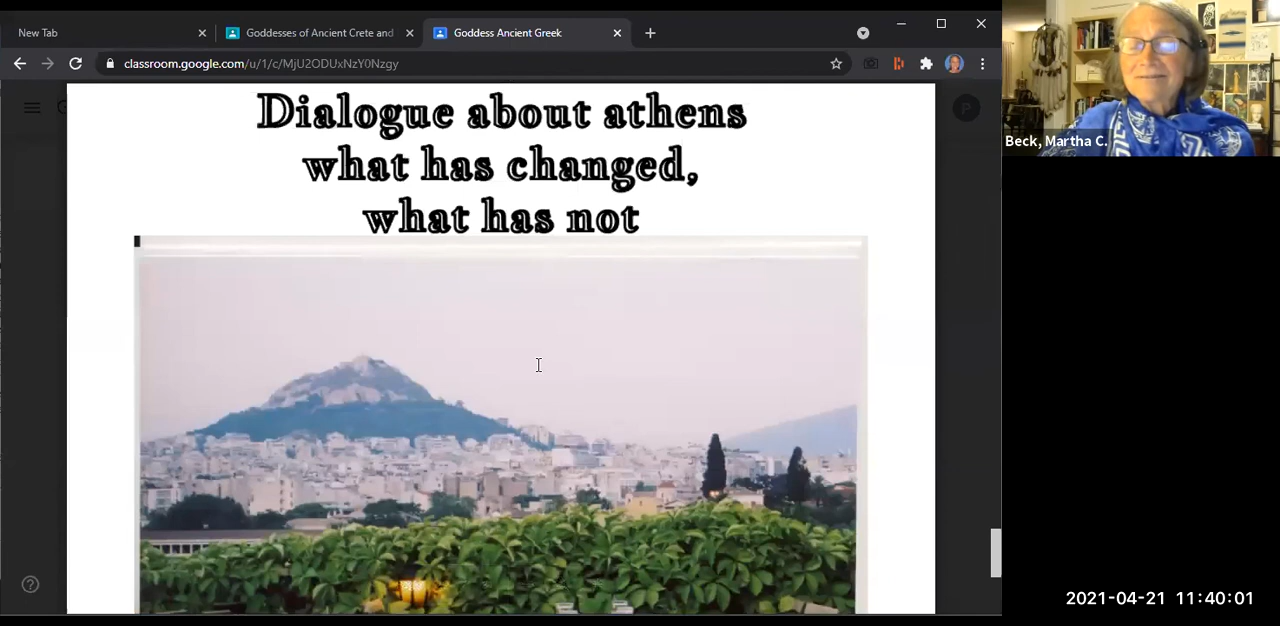 New Tab
Goddesses of Ancient Crete and
Goddess Ancient Greek
classroom.google.com/u/1/c/MjU2ODUxNzY0Nzgy
Dialogue about athens
what has changed,
what has not
P
Beck, Martha C.
2021-04-21 11:40:01